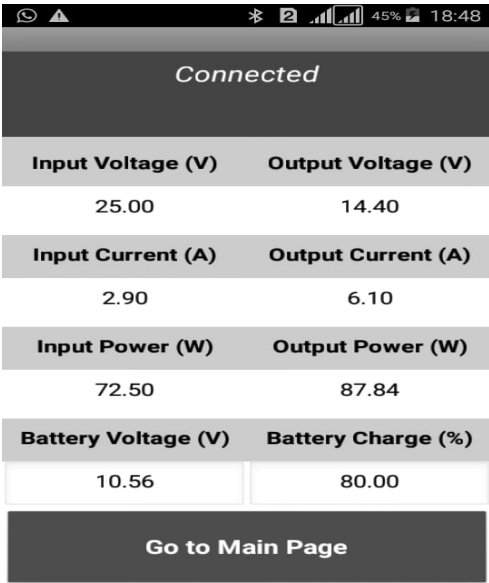 2 45% 18:48
Connected
Input Voltage (V) Output Voltage (V)
25.00 14.40
Input Current (A) Output Current (A)
2.90 6.10
Input Power (W) Output Power (W)
72.50 87.84
Battery Voltage (V) Battery Charge (%)
10.56 80.00
Go to Main Page